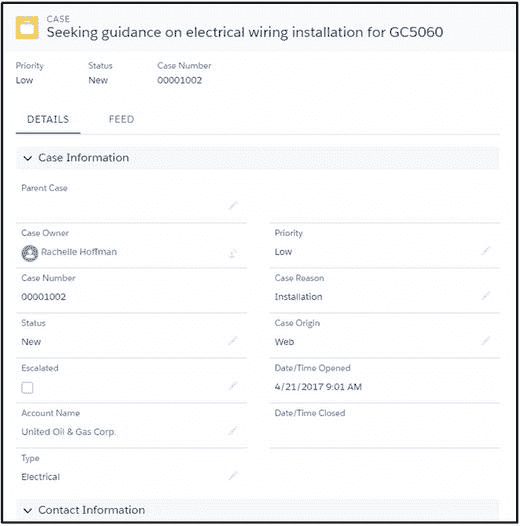 CASE
Seeking guidance on electrical wiring installation for GC5060
Priority Status Case Number
Low New 00001002
DETAILS FEED
Case Information
Parent Case
Case Owner Priority
Rachelle Hoffman Low
Case Number Case Reason
00001002 Installation
Status Case Origin
New Web
Escalated Date/Time Opened
4/21/2017 9:01 AM
Account Name Date/Time Closed
United Oil & Gas Corp.
Type
Electrical
Contact Information